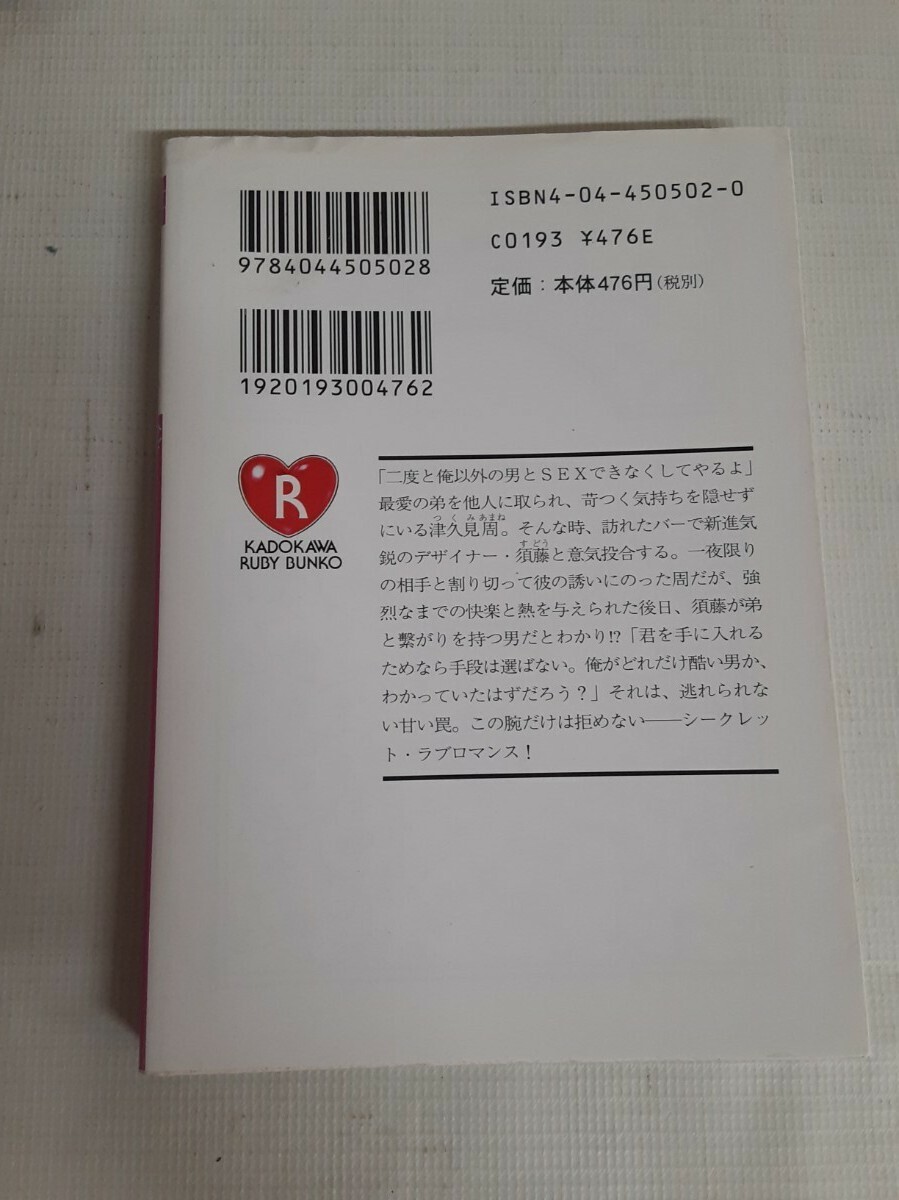 ISBN4-04-450502-0
C0193 ¥476E
定価：本体476円(税別)
9784044505028
1920193004762
R
KADOKAWA
RUBY BUNKO
「二度と俺以外の男とＳＥＸできなくしてやるよ」
最愛の弟を他人に取られ、苛つく気持ちを隠せず
つくみあまね
にいる津久見周。そんな時、訪れたバーで新進気
すどう
鋭のデザイナー・須藤と意気投合する。一夜限り
の相手と割り切って彼の誘いにのった周だが、強
烈なまでの快楽と熱を与えられた後日、須藤が弟
と繋がりを持つ男だとわかり!?「君を手に入れる
ためなら手段は選ばない。俺がどれだけ酷い男か、
わかっていたはずだろう？」それは、逃れられな
い甘い罠。この腕だけは拒めない──シークレッ
ト・ラブロマンス！